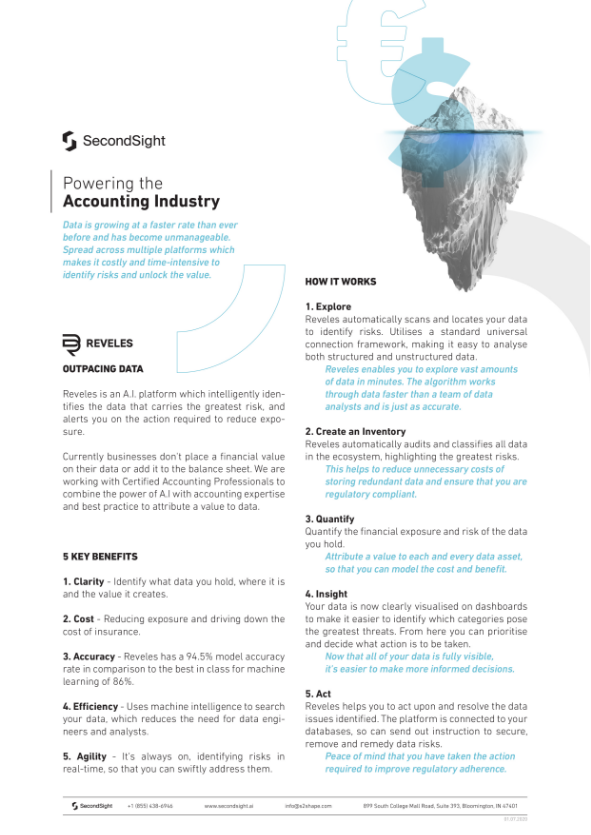 €
$
SecondSight
Powering the
Accounting Industry
Data is growing at a faster rate than ever
before and has become unmanageable.
Spread across multiple platforms which
makes it costly and time-intensive to
identify risks and unlock the value.
REVELES
OUTPACING DATA
Reveles is an A.I. platform which intelligently iden-
tifies the data that carries the greatest risk, and
alerts you on the action required to reduce expo-
sure.
Currently businesses don't place a financial value
on their data or add it to the balance sheet. We are
working with Certified Accounting Professionals to
combine the power of A.I with accounting expertise
and best practice to attribute a value to data.
5 KEY BENEFITS
1. Clarity - Identify what data you hold, where it is
and the value it creates.
2. Cost - Reducing exposure and driving down the
cost of insurance.
3. Accuracy - Reveles has a 94.5% model accuracy
rate in comparison to the best in class for machine
learning of 86%.
4. Efficiency - Uses machine intelligence to search
your data, which reduces the need for data engi-
neers and analysts.
5. Agility - It's always on, identifying risks in
real-time, so that you can swiftly address them.
HOW IT WORKS
1. Explore
Reveles automatically scans and locates your data
to identify risks. Utilises a standard universal
connection framework, making it easy to analyse
both structured and unstructured data.
Reveles enables you to explore vast amounts
of data in minutes. The algorithm works
through data faster than a team of data
analysts and is just as accurate.
2. Create an Inventory
Reveles automatically audits and classifies all data
in the ecosystem, highlighting the greatest risks.
This helps to reduce unnecessary costs of
storing redundant data and ensure that you are
regulatory compliant.
3. Quantify
Quantify the financial exposure and risk of the data
you hold.
Attribute a value to each and every data asset,
so that you can model the cost and benefit.
4. Insight
Your data is now clearly visualised on dashboards
to make it easier to identify which categories pose
the greatest threats. From here you can prioritise
and decide what action is to be taken.
Now that all of your data is fully visible,
it's easier to make more informed decisions.
5. Act
Reveles helps you to act upon and resolve the data
issues identified. The platform is connected to your
databases, so can send out instruction to secure,
remove and remedy data risks.
Peace of mind that you have taken the action
required to improve regulatory adherence.
SecondSight +1 (855) 438-6946 www.secondsight.ai info@s2shape.com 899 South College Mall Road, Suite 393, Bloomington, IN 47401
01.07.2020